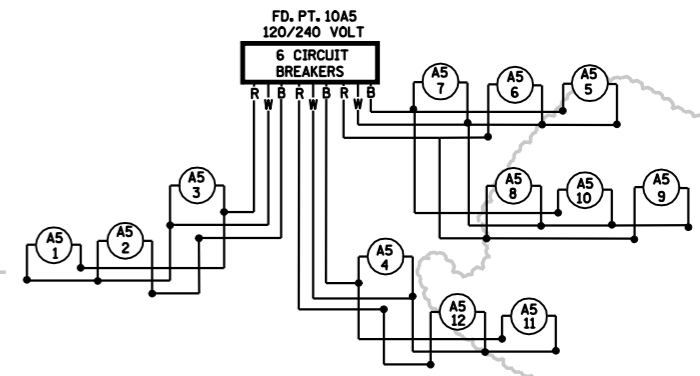 FD. PT. 10A5
120/240 VOLT
6 CIRCUIT
BREAKERS
R W B R W B R W B
A5
7
A5
6
A5
5
A5
3
A5
8
A5
10
A5
9
A5
1
A5
2
A5
4
A5
12
A5
11